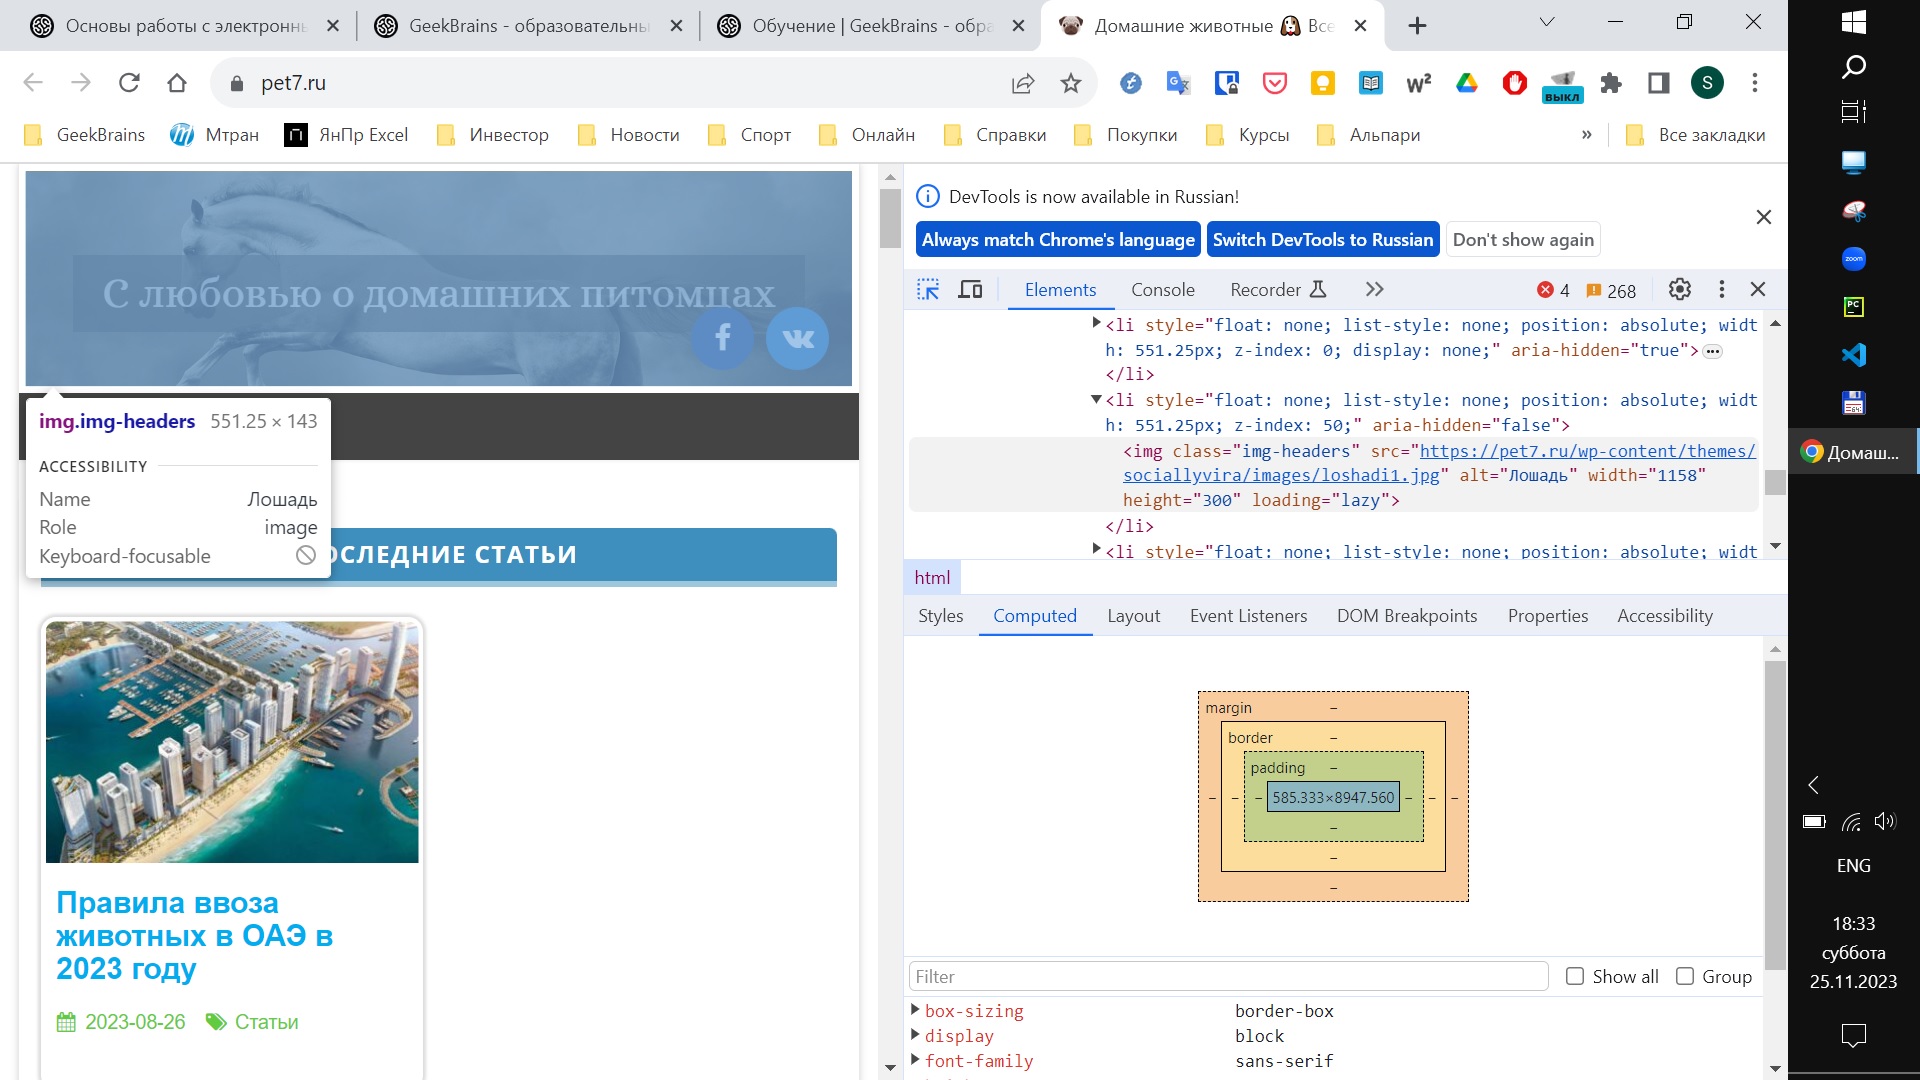 Основы работы с электроннь
GeekBrains - образовательны
Обучение | GeekBrains - обра
Домашние животные Все
pet7.ru
выкл
S
GeekBrains
Мтран
ЯнПр Excel
Инвестор
Новости
Спорт
Онлайн
Справки
Покупки
Курсы
Альпари
»
Все закладки
С любовью о домашних питомцах
img.img-headers 551.25 × 143
ACCESSIBILITY
Name Лошадь
Role image
Keyboard-focusable
ОСЛЕДНИЕ СТАТЬИ
Правила ввоза
животных в ОАЭ в
2023 году
2023-08-26 Статьи
DevTools is now available in Russian!
Always match Chrome's language
Switch DevTools to Russian
Don't show again
Elements
Console
Recorder
4
268
<li style="float: none; list-style: none; position: absolute; widt
h: 551.25px; z-index: 0; display: none;" aria-hidden="true">
</li>
<li style="float: none; list-style: none; position: absolute; widt
h: 551.25px; z-index: 50;" aria-hidden="false">
<img class="img-headers" src="https://pet7.ru/wp-content/themes/
sociallyvira/images/loshadi1.jpg" alt="Лошадь" width="1158"
height="300" loading="lazy">
</li>
<li style="float: none; list-style: none; position: absolute; widt
html
Styles
Computed
Layout
Event Listeners
DOM Breakpoints
Properties
Accessibility
margin –
border –
padding –
– – – 585.333×8947.560 – – –
–
–
–
Filter
Show all
Group
box-sizing border-box
display block
font-family sans-serif
zoom
PC
64
Домаш...
ENG
18:33
суббота
25.11.2023